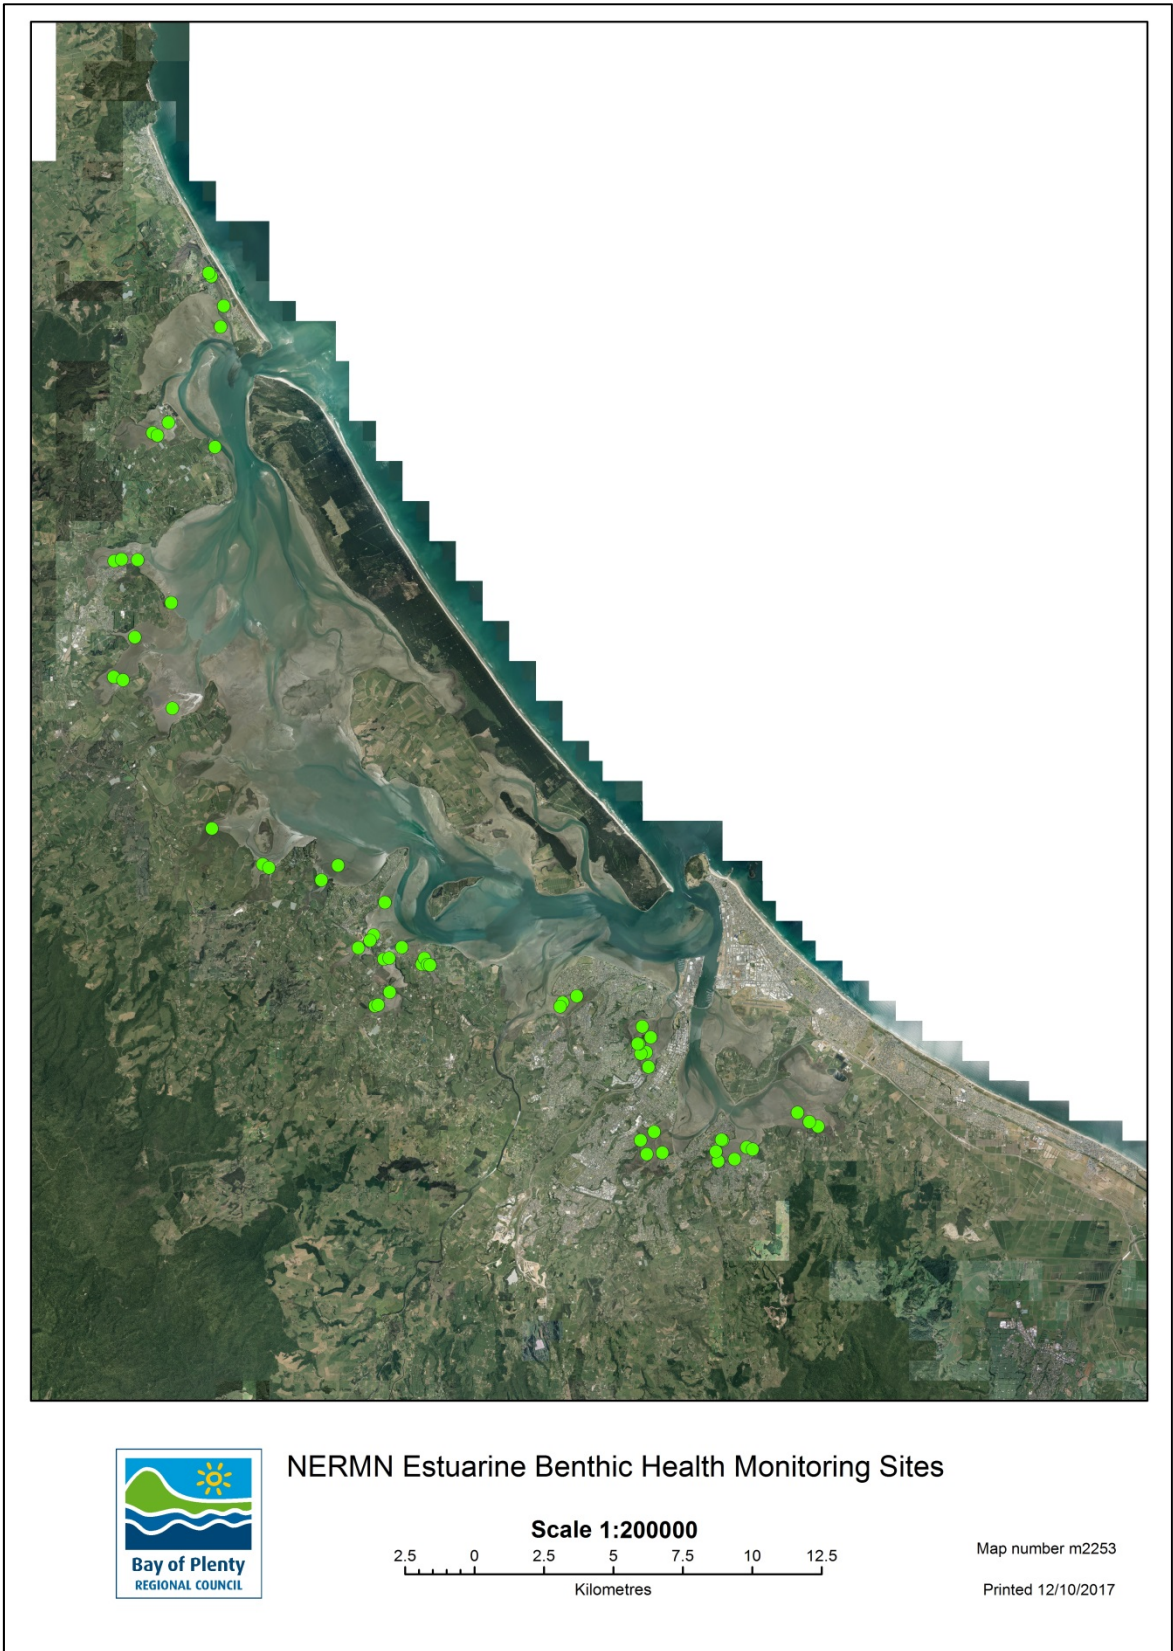 NERMN Estuarine Benthic Health Monitoring Sites
Scale 1:200000
2.5 0 2.5 5 7.5 10 12.5
Kilometres
Bay of Plenty
REGIONAL COUNCIL
Map number m2253
Printed 12/10/2017